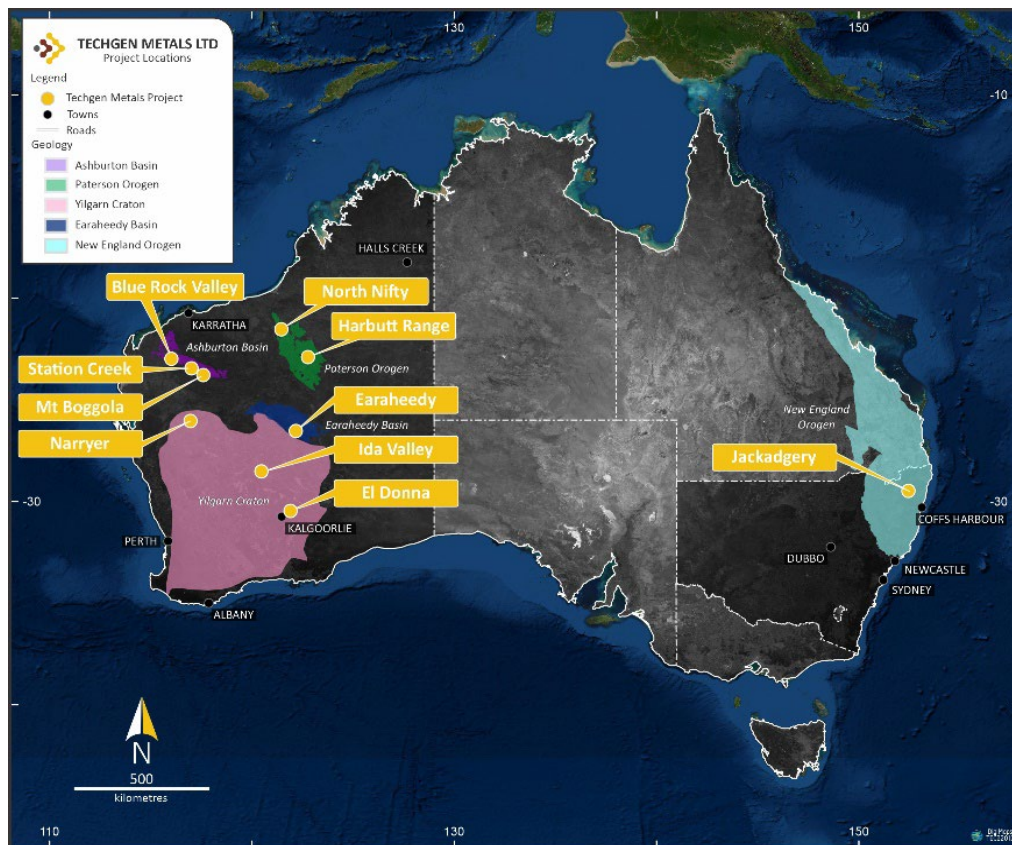 130
150
TECHGEN METALS LTD
Project Locations
Legend
Techgen Metals Project
Towns
Roads
Geology
Ashburton Basin
Paterson Orogen
Yilgarn Craton
Earaheedy Basin
New England Orogen
-10
HALLS CREEK
Blue Rock Valley
North Nifty
KARRATHA
Harbutt Range
Ashburton Basin
Station Creek
Paterson Orogen
Mt Boggola
Earaheedy
New England
Orogen
Narryer
Earaheedy Basin
Ida Valley
Jackadgery
El Donna
-30
Yilgarn Craton
-30
KALGOORLIE
COFFS HARBOUR
PERTH
DUBBO
NEWCASTLE
SYDNEY
ALBANY
N
500
kilometres
110
130
150